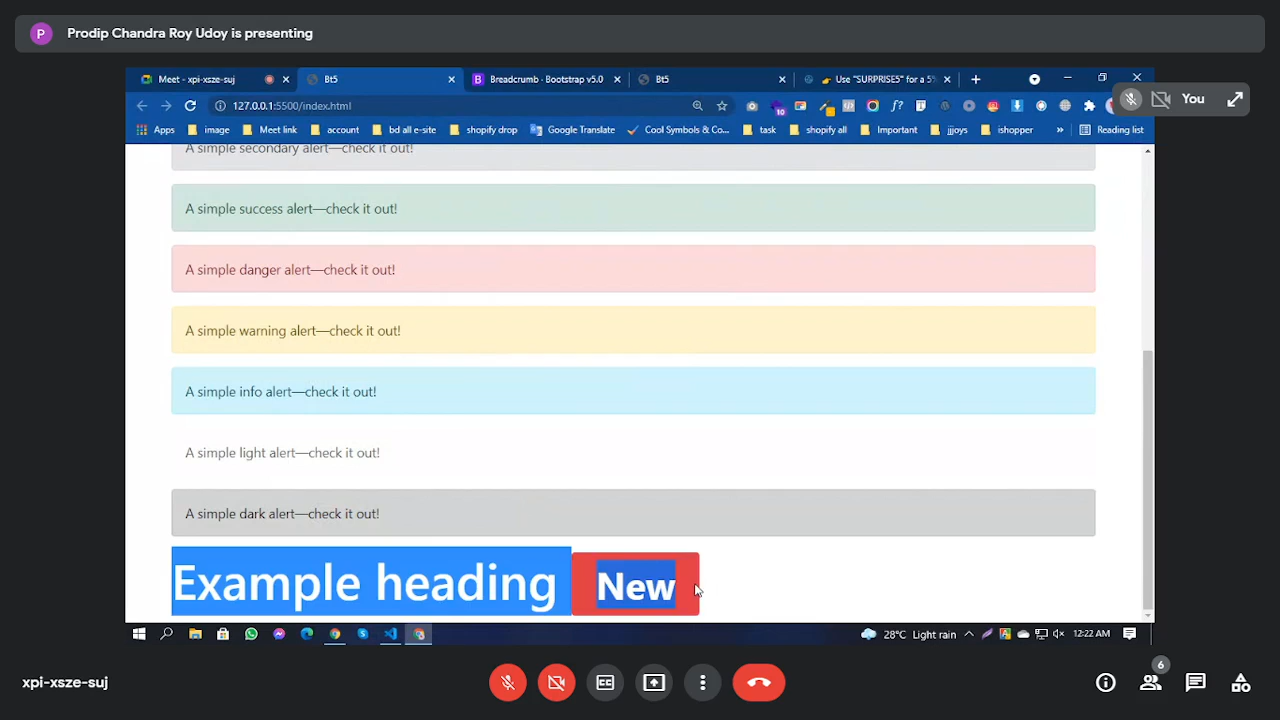 P
Prodip Chandra Roy Udoy is presenting
Meet - xpi-xsze-suj
Bt5
Breadcrumb · Bootstrap v5.0
Bt5
Use "SURPRISE5" for a 5%
127.0.0.1:5500/index.html
10
f?
You
Apps
image
Meet link
account
bd all e-site
shopify drop
Google Translate
Cool Symbols & Co...
task
shopify all
Important
jjjoys
ishopper
»
Reading list
A simple secondary alert—check it out!
A simple success alert—check it out!
A simple danger alert—check it out!
A simple warning alert—check it out!
A simple info alert—check it out!
A simple light alert—check it out!
A simple dark alert—check it out!
Example heading New
28°C Light rain
12:22 AM
xpi-xsze-suj
CC
6